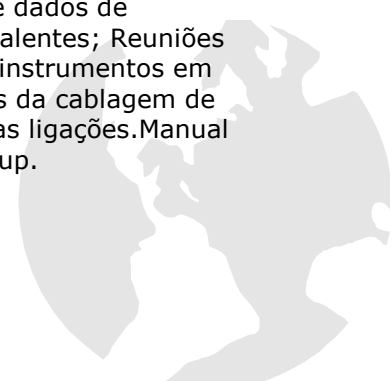 e dados de
alentes; Reuniões
instrumentos em
s da cablagem de
as ligações.Manual
up.